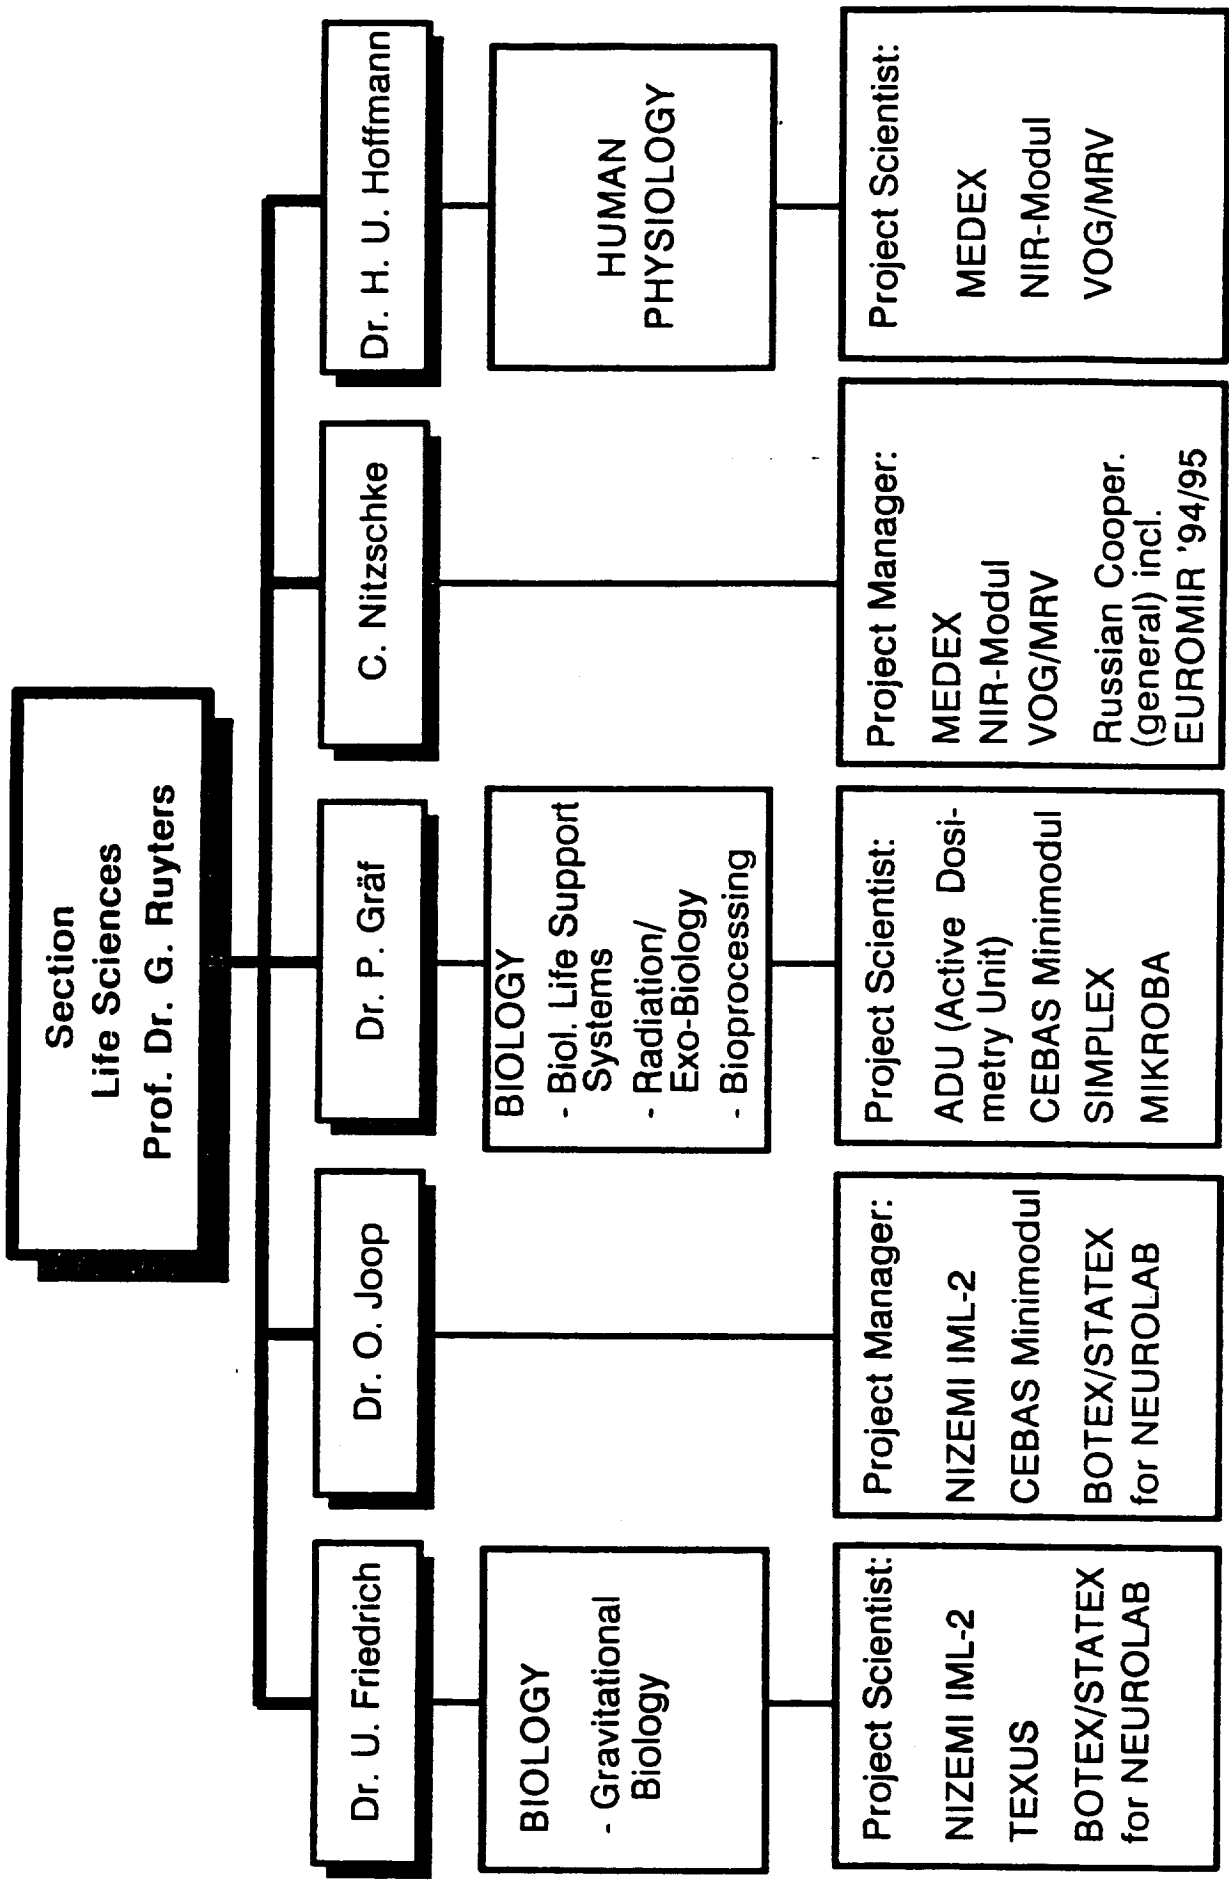 Section
Life Sciences
Prof. Dr. G. Ruyters
Dr. U. Friedrich
BIOLOGY
- Gravitational
Biology
Project Scientist:
NIZEMI IML-2
TEXUS
BOTEX/STATEX
for NEUROLAB
Dr. O. Joop
Project Manager:
NIZEMI IML-2
CEBAS Minimodul
BOTEX/STATEX
for NEUROLAB
Dr. P. Gräf
BIOLOGY
- Biol. Life Support
Systems
- Radiation/
Exo-Biology
- Bioprocessing
Project Scientist:
ADU (Active Dosi-
metry Unit)
CEBAS Minimodul
SIMPLEX
MIKROBA
C. Nitzschke
Project Manager:
MEDEX
NIR-Modul
VOG/MRV
Russian Cooper.
(general) incl.
EUROMIR '94/95
Dr. H. U. Hoffmann
HUMAN
PHYSIOLOGY
Project Scientist:
MEDEX
NIR-Modul
VOG/MRV